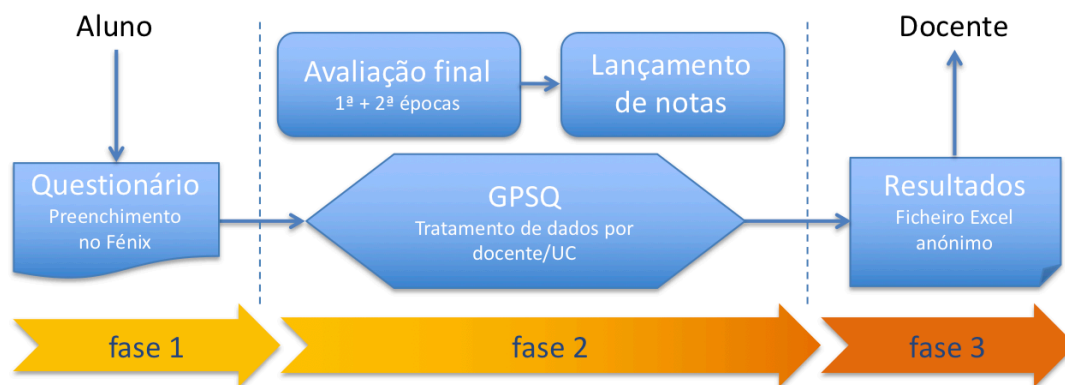 Aluno
Docente
Avaliação final
1ª + 2ª épocas
Lançamento
de notas
Questionário
Preenchimento
no Fénix
GPSQ
Tratamento de dados por
docente/UC
Resultados
Ficheiro Excel
anónimo
fase 1
fase 2
fase 3